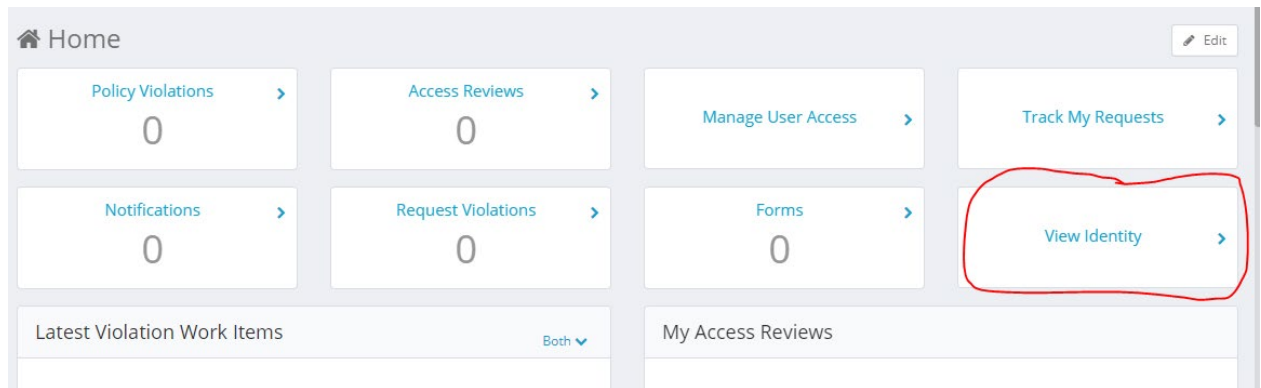 Home
Edit
Policy Violations
0
Access Reviews
0
Manage User Access
Track My Requests
Notifications
0
Request Violations
0
Forms
0
View Identity
Latest Violation Work Items
Both
My Access Reviews